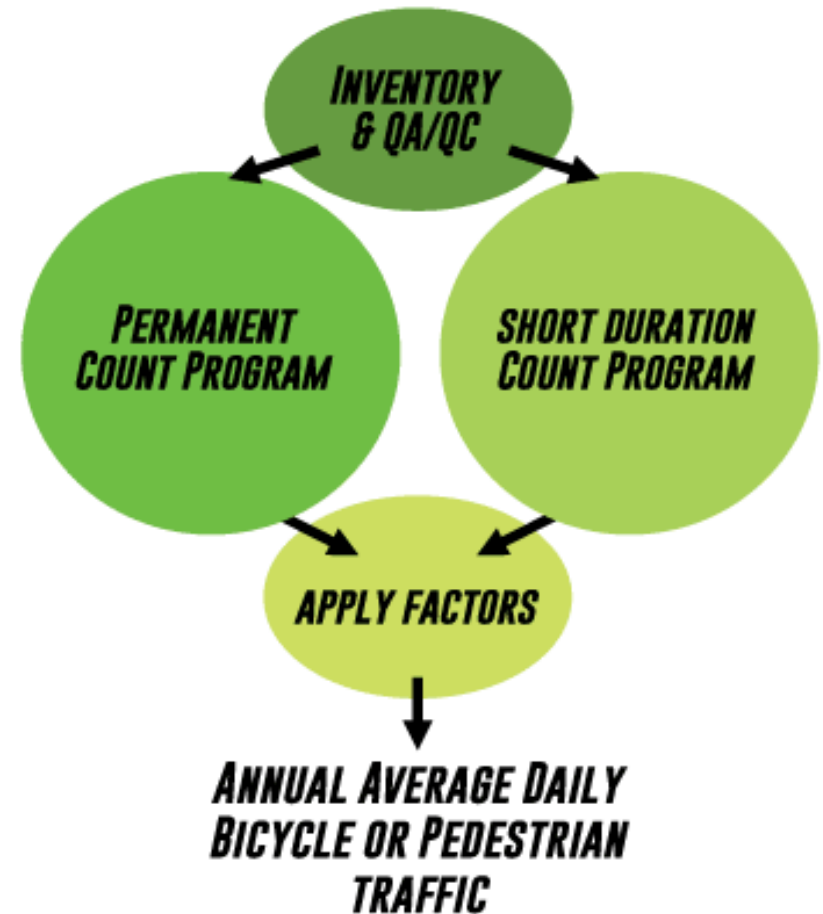 INVENTORY
& QA/QC
PERMANENT
COUNT PROGRAM
SHORT DURATION
COUNT PROGRAM
APPLY FACTORS
ANNUAL AVERAGE DAILY
BICYCLE OR PEDESTRIAN
TRAFFIC